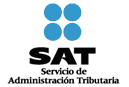 SAT
Servicio de
Administración Tributaria